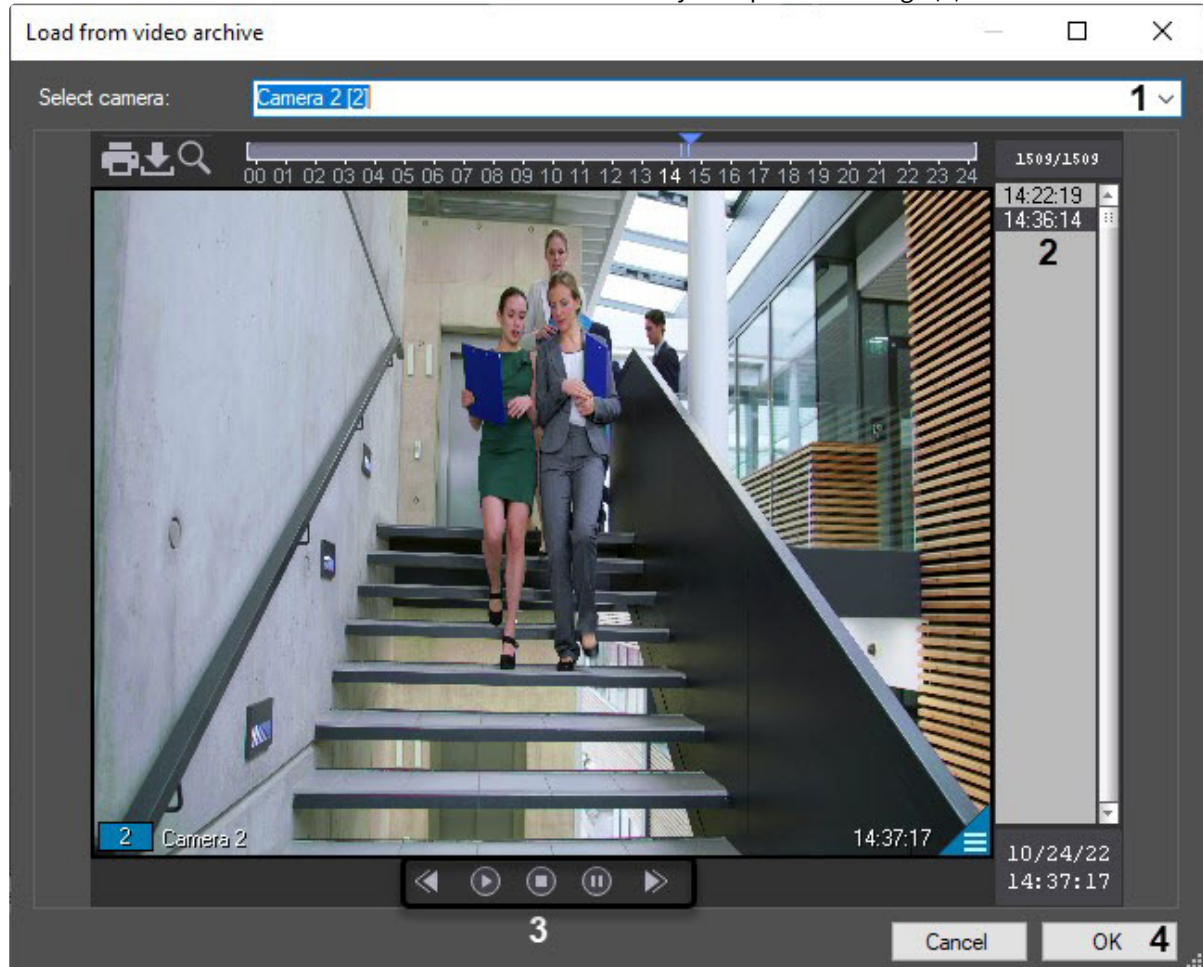 Load from video archive
Select camera: Camera 2 [2] 1
00 01 02 03 04 05 06 07 08 09 10 11 12 13 14 15 16 17 18 19 20 21 22 23 24
1509/1509
14:22:19
14:36:14
2
2 Camera 2 14:37:17
10/24/22
14:37:17
3
Cancel OK 4